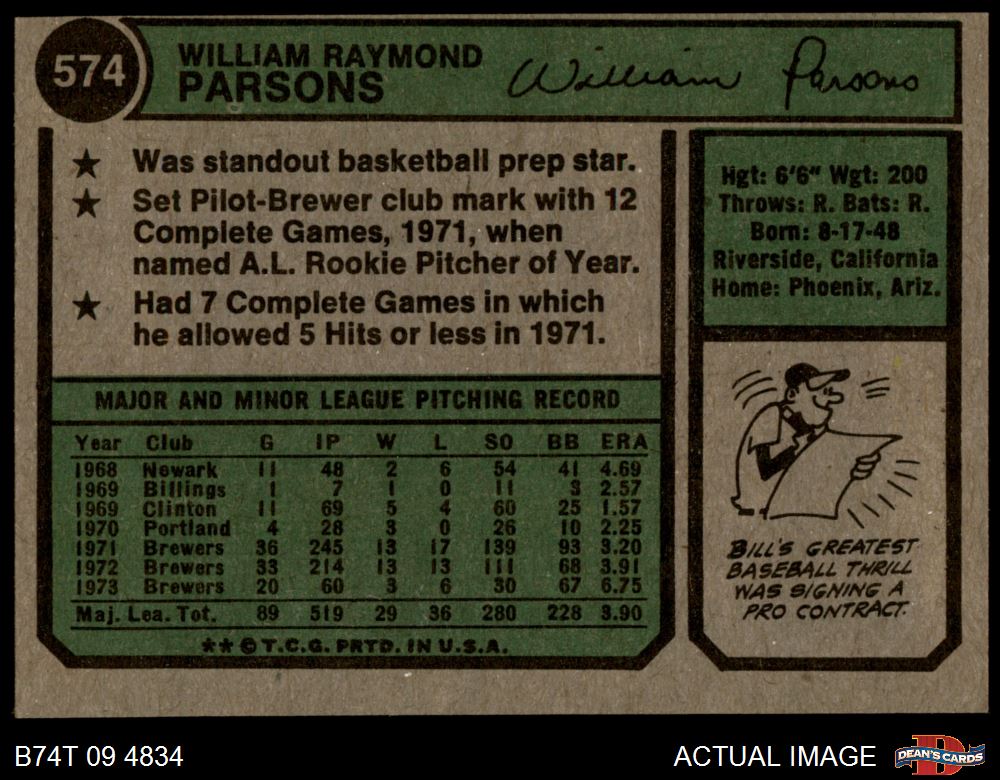 574
WILLIAM RAYMOND
PARSONS
William Parsons
★ Was standout basketball prep star.
★ Set Pilot-Brewer club mark with 12
Complete Games, 1971, when
named A.L. Rookie Pitcher of Year.
★ Had 7 Complete Games in which
he allowed 5 Hits or less in 1971.
Hgt: 6'6" Wgt: 200
Throws: R. Bats: R.
Born: 8-17-48
Riverside, California
Home: Phoenix, Ariz.
MAJOR AND MINOR LEAGUE PITCHING RECORD
Year Club G IP W L SO BB ERA
1968 Newark 11 48 2 6 54 41 4.69
1969 Billings 1 7 1 0 11 3 2.57
1969 Clinton 11 69 5 4 60 25 1.57
1970 Portland 4 28 3 0 26 10 2.25
1971 Brewers 36 245 13 17 139 93 3.20
1972 Brewers 33 214 13 13 111 68 3.91
1973 Brewers 20 60 3 6 30 67 6.75
Maj. Lea. Tot. 89 519 29 36 280 228 3.90
**© T.C.G. PRTD. IN U.S.A.
BILL'S GREATEST
BASEBALL THRILL
WAS SIGNING A
PRO CONTRACT.
B74T 09 4834
ACTUAL IMAGE
D
DEAN'S CARDS